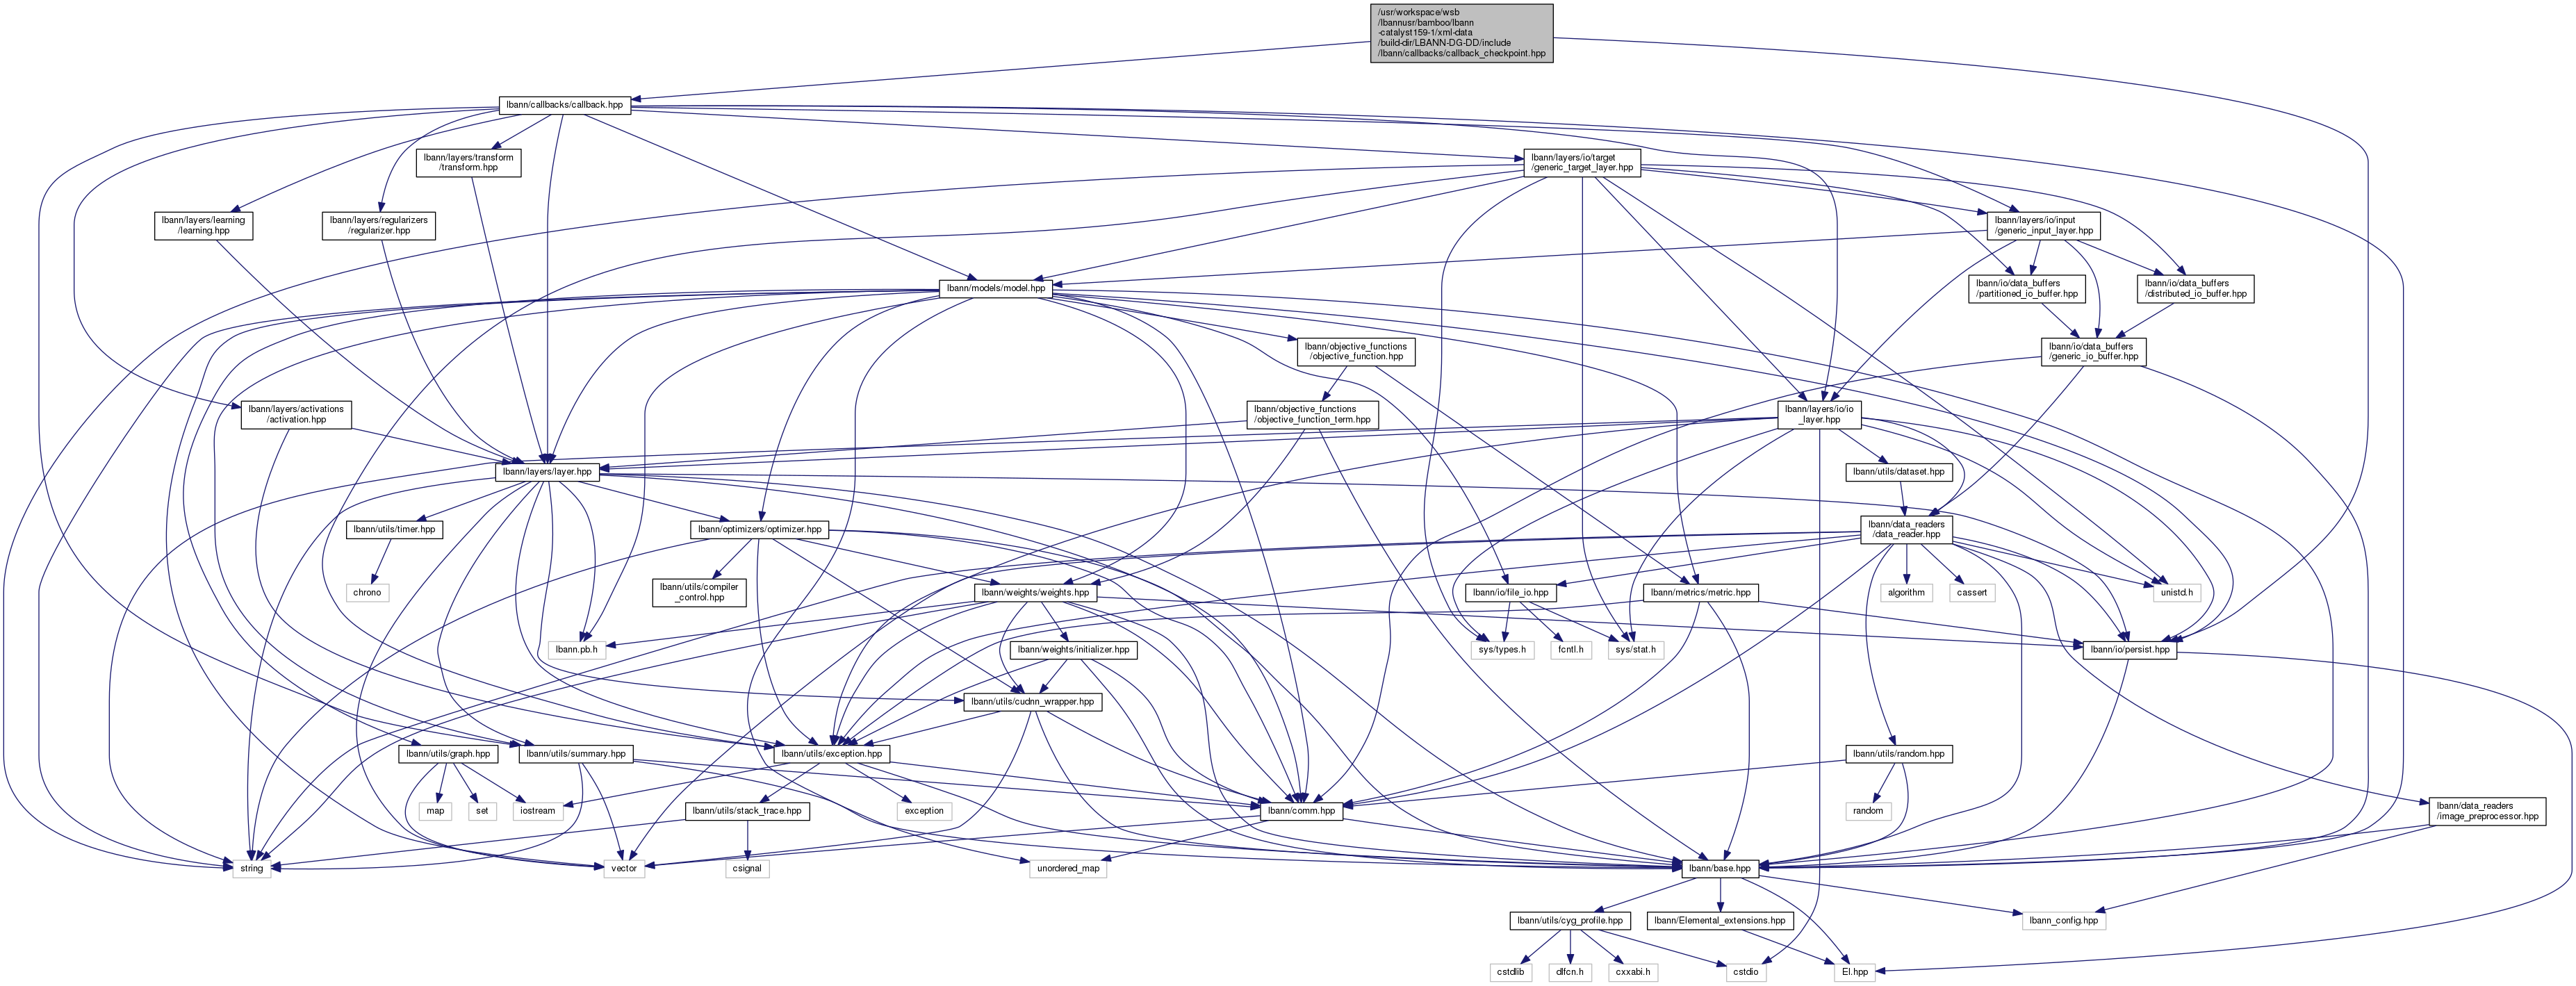 /usr/workspace/wsb
/lbannusr/bamboo/lbann
-catalyst159-1/xml-data
/build-dir/LBANN-DG-DD/include
/lbann/callbacks/callback_checkpoint.hpp
lbann/callbacks/callback.hpp
lbann/layers/transform
/transform.hpp
lbann/layers/io/target
/generic_target_layer.hpp
lbann/layers/learning
/learning.hpp
lbann/layers/regularizers
/regularizer.hpp
lbann/layers/io/input
/generic_input_layer.hpp
lbann/models/model.hpp
lbann/io/data_buffers
/partitioned_io_buffer.hpp
lbann/io/data_buffers
/distributed_io_buffer.hpp
lbann/objective_functions
/objective_function.hpp
lbann/io/data_buffers
/generic_io_buffer.hpp
lbann/layers/activations
/activation.hpp
lbann/objective_functions
/objective_function_term.hpp
lbann/layers/io/io
_layer.hpp
lbann/layers/layer.hpp
lbann/utils/dataset.hpp
lbann/utils/timer.hpp
lbann/optimizers/optimizer.hpp
lbann/data_readers
/data_reader.hpp
chrono
lbann/utils/compiler
_control.hpp
lbann/weights/weights.hpp
lbann/io/file_io.hpp
lbann/metrics/metric.hpp
algorithm
cassert
unistd.h
lbann.pb.h
lbann/weights/initializer.hpp
sys/types.h
fcntl.h
sys/stat.h
lbann/io/persist.hpp
lbann/utils/cudnn_wrapper.hpp
lbann/utils/graph.hpp
lbann/utils/summary.hpp
lbann/utils/exception.hpp
lbann/utils/random.hpp
map
set
iostream
lbann/utils/stack_trace.hpp
exception
lbann/comm.hpp
random
lbann/data_readers
/image_preprocessor.hpp
string
vector
csignal
unordered_map
lbann/base.hpp
lbann/utils/cyg_profile.hpp
lbann/Elemental_extensions.hpp
lbann_config.hpp
cstdlib
dlfcn.h
cxxabi.h
cstdio
El.hpp